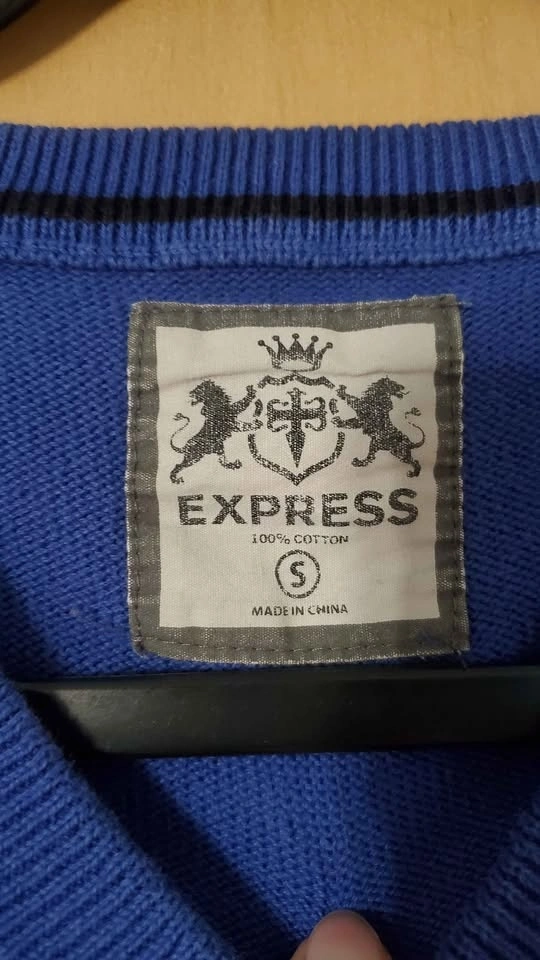 EXPRESS
100% COTTON
S
MADE IN CHINA